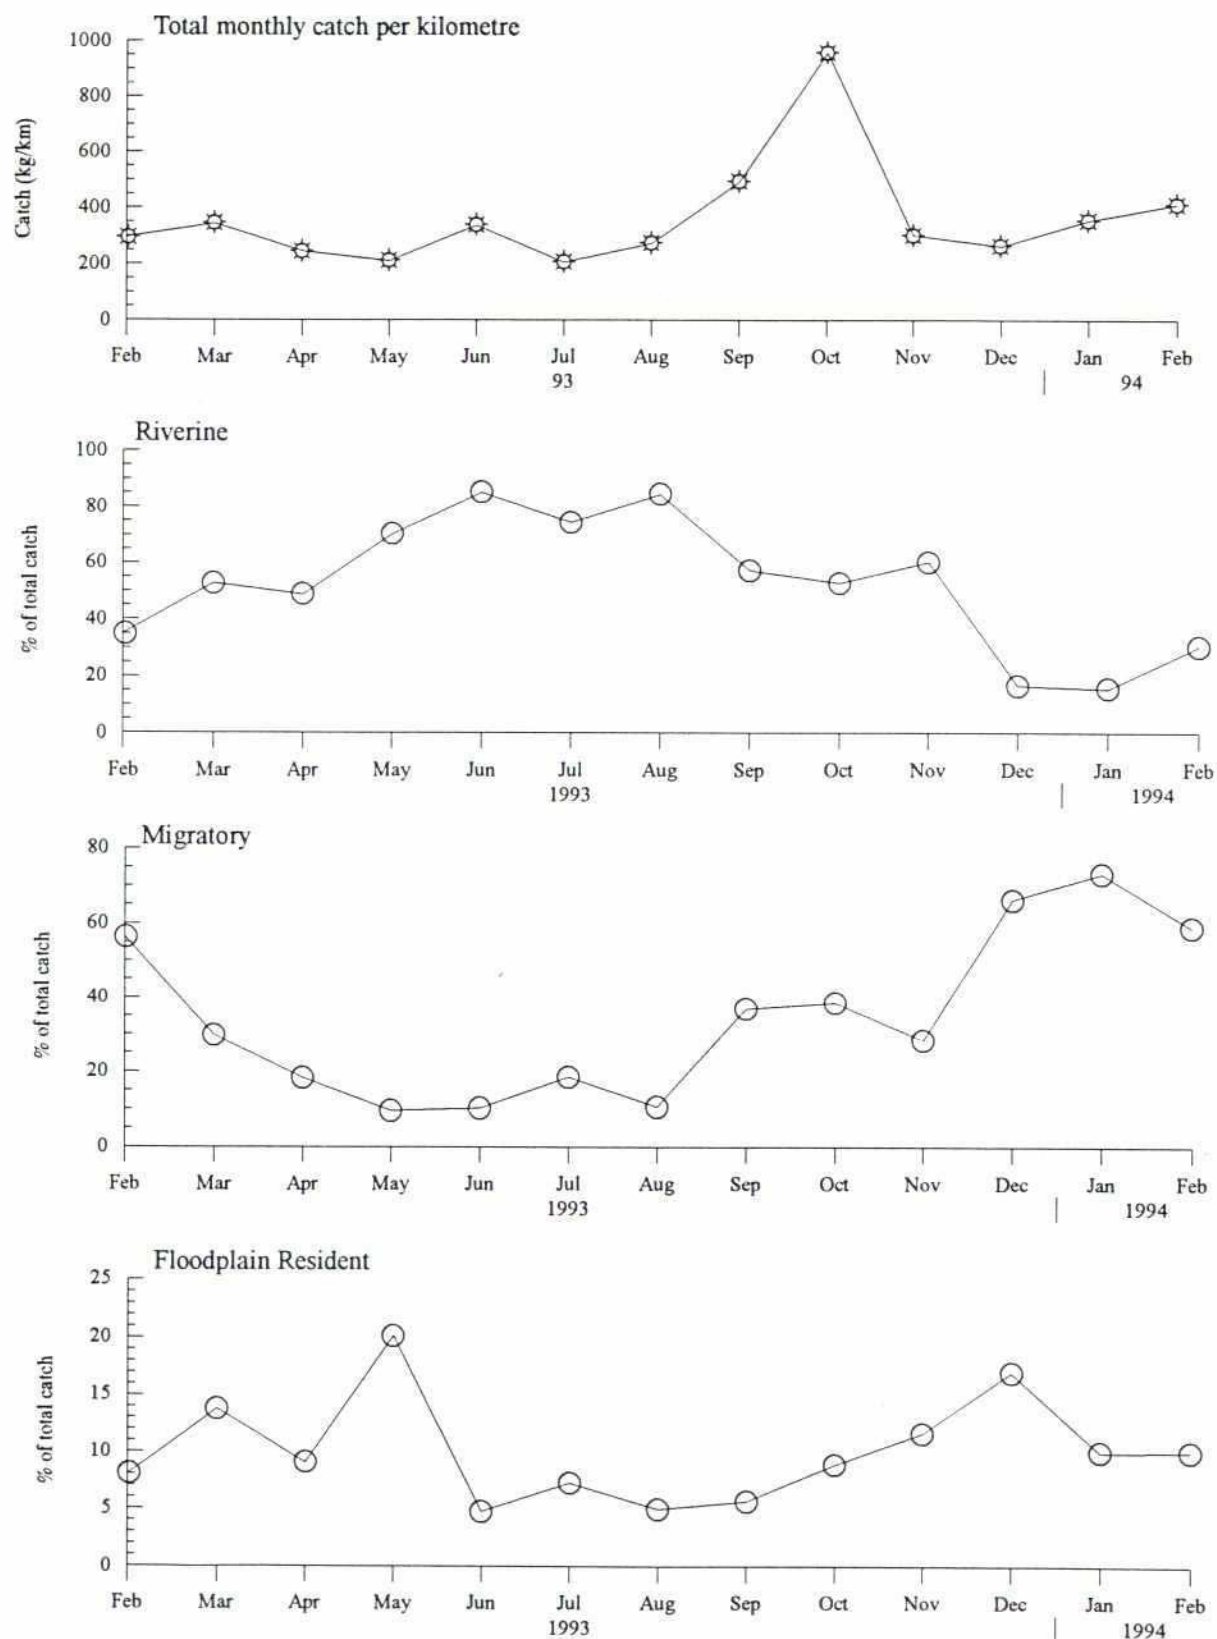 Total monthly catch per kilometre
1000
800
600
400
200
0
Catch (kg/km)
Feb Mar Apr May Jun Jul Aug Sep Oct Nov Dec Jan Feb
93 | 94
Riverine
100
80
60
40
20
0
% of total catch
Feb Mar Apr May Jun Jul Aug Sep Oct Nov Dec Jan Feb
1993 | 1994
Migratory
80
60
40
20
0
% of total catch
Feb Mar Apr May Jun Jul Aug Sep Oct Nov Dec Jan Feb
1993 | 1994
Floodplain Resident
25
20
15
10
5
0
% of total catch
Feb Mar Apr May Jun Jul Aug Sep Oct Nov Dec Jan Feb
1993 | 1994